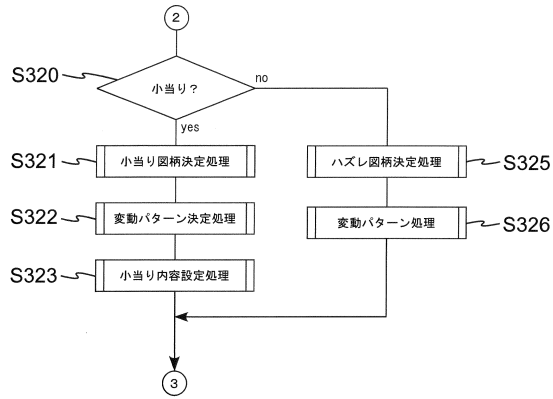 2
S320
小当り？
no
yes
S321
小当り図柄決定処理
ハズレ図柄決定処理
S325
S322
変動パターン決定処理
変動パターン処理
S326
S323
小当り内容設定処理
3